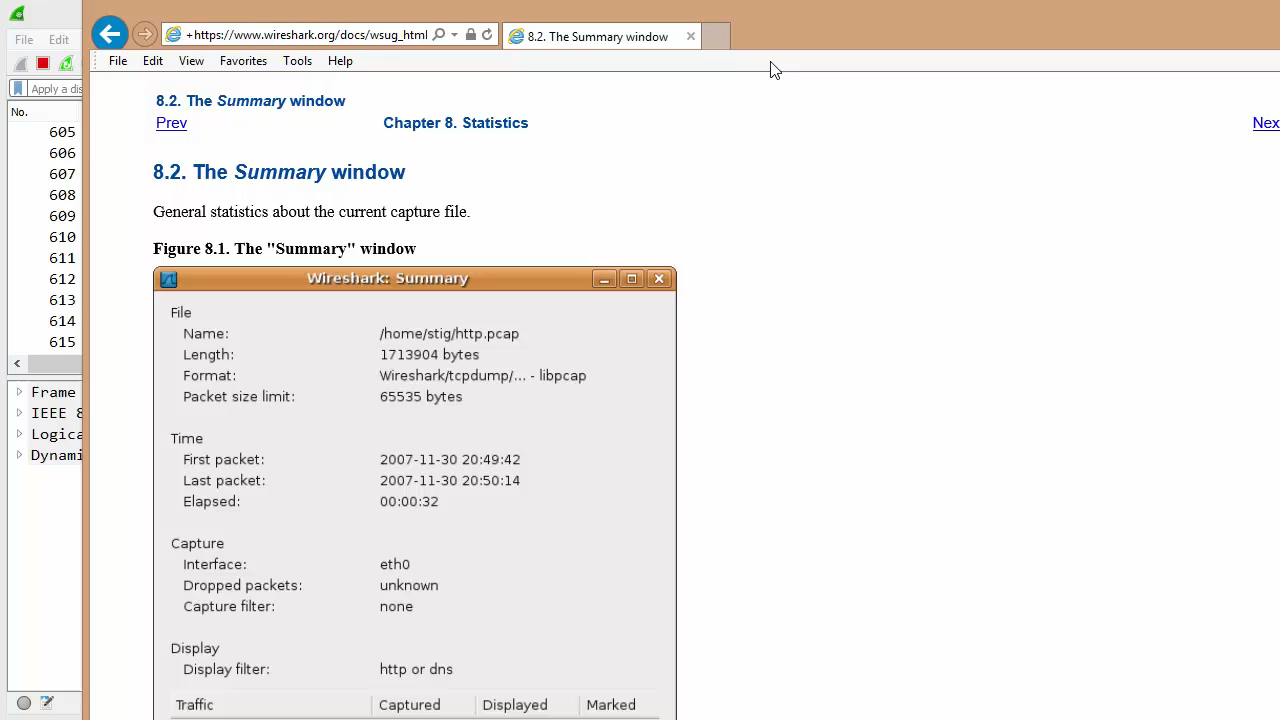 +https://www.wireshark.org/docs/wsug_html
8.2. The Summary window
File Edit View Favorites Tools Help
File Edit
Apply a dis
No.
605
606
607
608
609
610
611
612
613
614
615
Frame
IEEE 8
Logica
Dynami
8.2. The Summary window
Prev Chapter 8. Statistics Nex
8.2. The Summary window
General statistics about the current capture file.
Figure 8.1. The "Summary" window
Wireshark: Summary
File
Name: /home/stig/http.pcap
Length: 1713904 bytes
Format: Wireshark/tcpdump/... - libpcap
Packet size limit: 65535 bytes
Time
First packet: 2007-11-30 20:49:42
Last packet: 2007-11-30 20:50:14
Elapsed: 00:00:32
Capture
Interface: eth0
Dropped packets: unknown
Capture filter: none
Display
Display filter: http or dns
Traffic Captured Displayed Marked